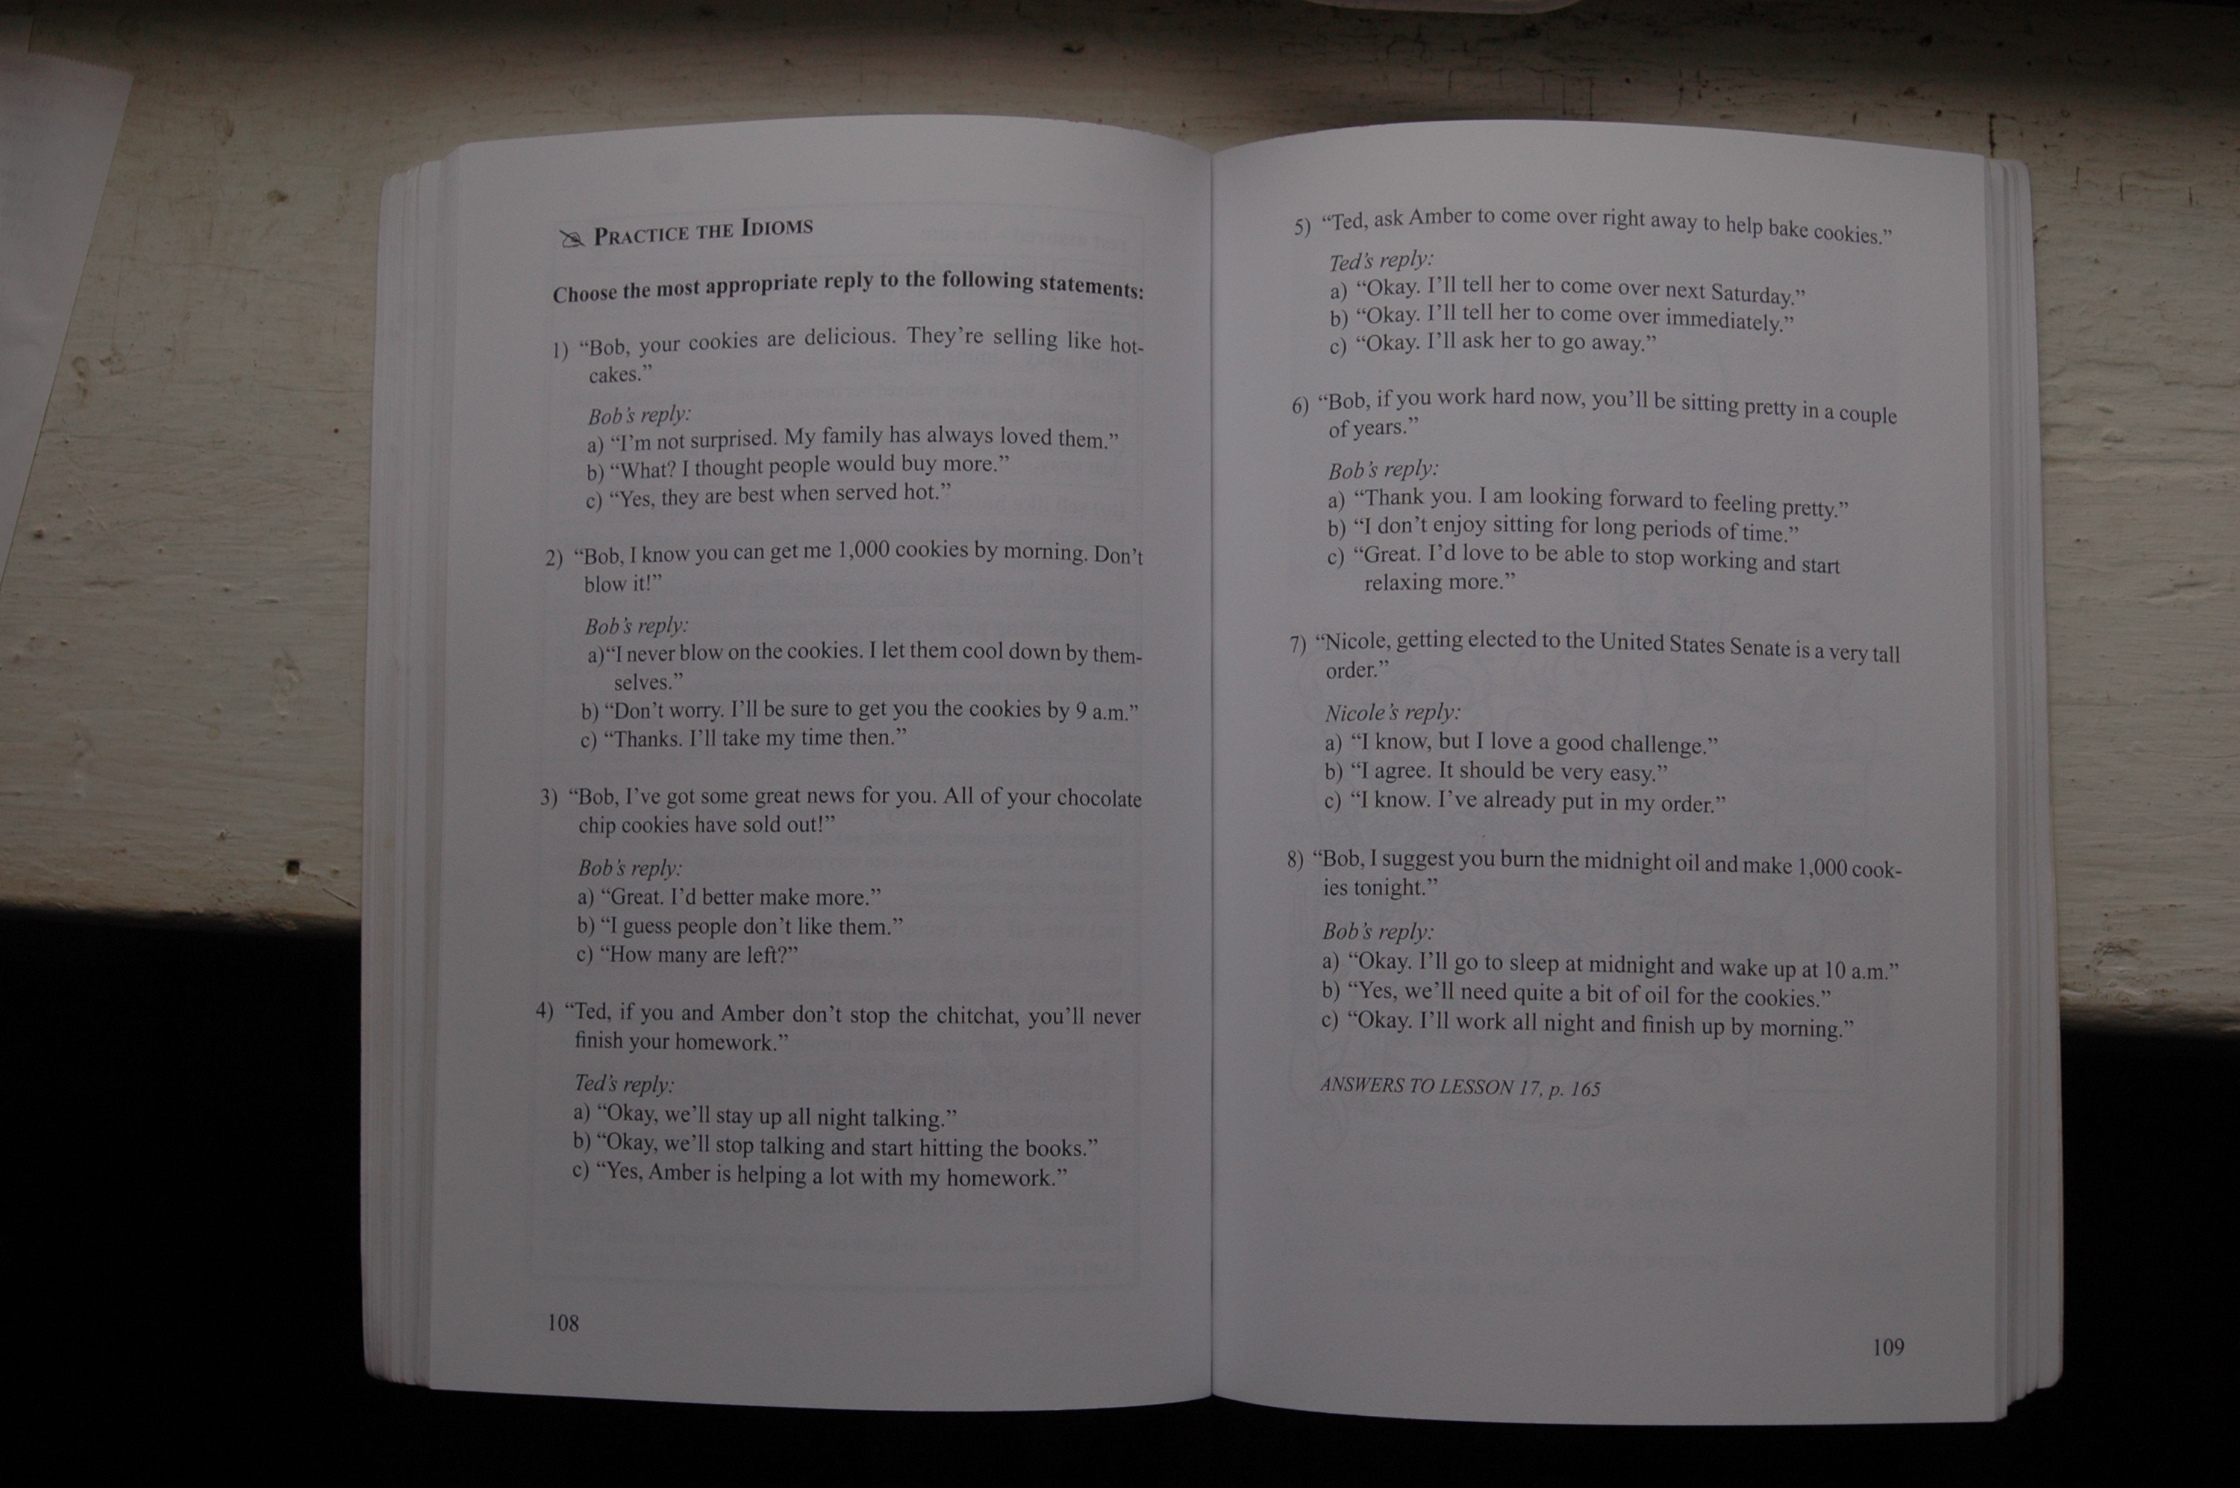 PRACTICE THE IDIOMS
Choose the most appropriate reply to the following statements:
1) “Bob, your cookies are delicious. They’re selling like hot-
cakes.”
Bob’s reply:
a) “I’m not surprised. My family has always loved them.”
b) “What? I thought people would buy more.”
c) “Yes, they are best when served hot.”
2) “Bob, I know you can get me 1,000 cookies by morning. Don’t
blow it!”
Bob’s reply:
a)“I never blow on the cookies. I let them cool down by them-
selves.”
b) “Don’t worry. I’ll be sure to get you the cookies by 9 a.m.”
c) “Thanks. I’ll take my time then.”
3) “Bob, I’ve got some great news for you. All of your chocolate
chip cookies have sold out!”
Bob’s reply:
a) “Great. I’d better make more.”
b) “I guess people don’t like them.”
c) “How many are left?”
4) “Ted, if you and Amber don’t stop the chitchat, you’ll never
finish your homework.”
Ted’s reply:
a) “Okay, we’ll stay up all night talking.”
b) “Okay, we’ll stop talking and start hitting the books.”
c) “Yes, Amber is helping a lot with my homework.”
108
5) “Ted, ask Amber to come over right away to help bake cookies.”
Ted’s reply:
a) “Okay. I’ll tell her to come over next Saturday.”
b) “Okay. I’ll tell her to come over immediately.”
c) “Okay. I’ll ask her to go away.”
6) “Bob, if you work hard now, you’ll be sitting pretty in a couple
of years.”
Bob’s reply:
a) “Thank you. I am looking forward to feeling pretty.”
b) “I don’t enjoy sitting for long periods of time.”
c) “Great. I’d love to be able to stop working and start
relaxing more.”
7) “Nicole, getting elected to the United States Senate is a very tall
order.”
Nicole’s reply:
a) “I know, but I love a good challenge.”
b) “I agree. It should be very easy.”
c) “I know. I’ve already put in my order.”
8) “Bob, I suggest you burn the midnight oil and make 1,000 cook-
ies tonight.”
Bob’s reply:
a) “Okay. I’ll go to sleep at midnight and wake up at 10 a.m.”
b) “Yes, we’ll need quite a bit of oil for the cookies.”
c) “Okay. I’ll work all night and finish up by morning.”
ANSWERS TO LESSON 17, p. 165
109